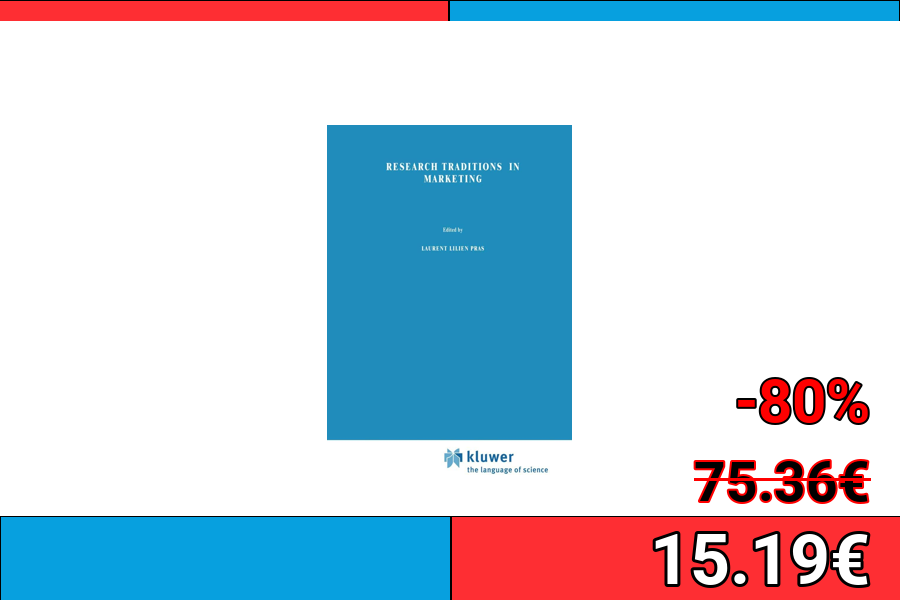 RESEARCH TRADITIONS IN
MARKETING
Edited by
LAURENT LILIEN PRAS
kluwer
the language of science
-80%
75.36€
15.19€